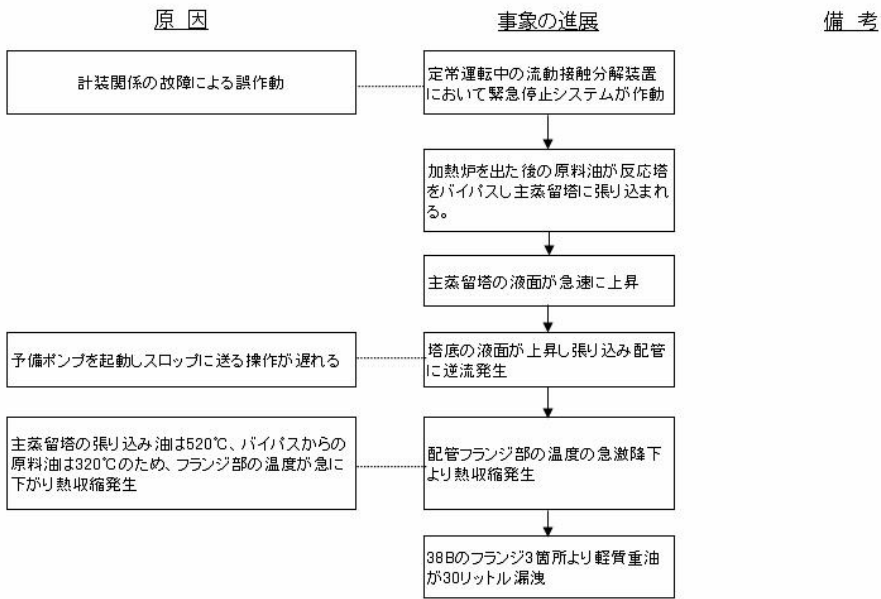 原 因
事象の進展
備 考
計装関係の故障による誤作動
定常運転中の流動接触分解装置
において緊急停止システムが作動
加熱炉を出た後の原料油が反応塔
をバイパスし主蒸留塔に張り込まれ
る。
主蒸留塔の液面が急速に上昇
予備ポンプを起動しスロップに送る操作が遅れる
塔底の液面が上昇し張り込み配管
に逆流発生
主蒸留塔の張り込み油は520℃、バイパスからの
原料油は320℃のため、フランジ部の温度が急に
下がり熱収縮発生
配管フランジ部の温度の急激降下
より熱収縮発生
38Bのフランジ3箇所より軽質重油
が30リットル漏洩